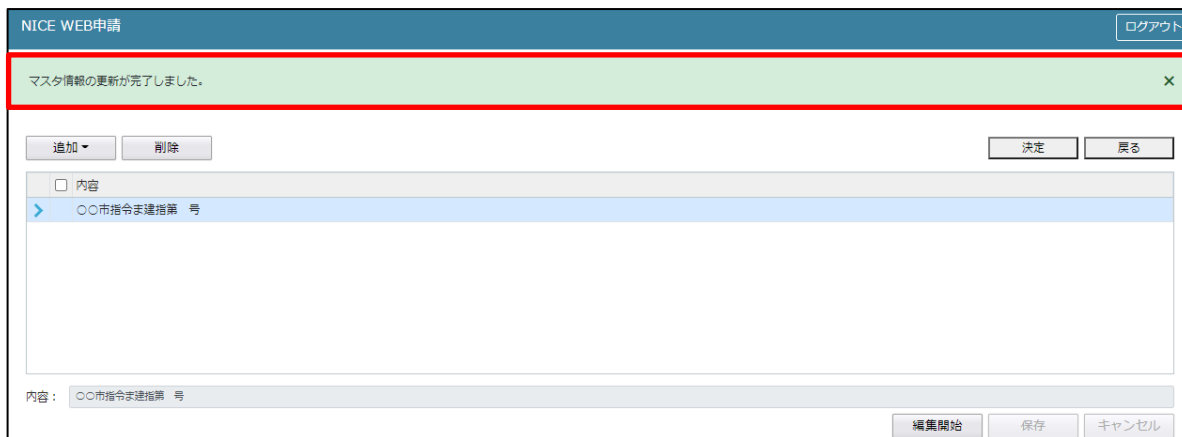 NICE WEB申請 ログアウト
マスタ情報の更新が完了しました。 ×
追加 削除 決定 戻る
内容
〇〇市指令ま建指第　号
内容： 〇〇市指令ま建指第　号
編集開始 保存 キャンセル